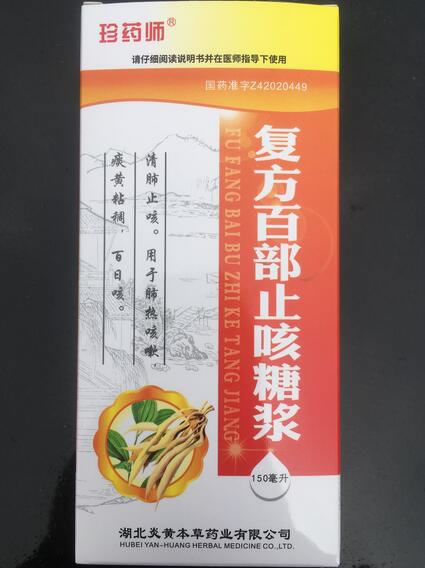 珍药师®
请仔细阅读说明书并在医师指导下使用
国药准字Z42020449
复方百部止咳糖浆
FU FANG BAI BU ZHI KE TANG JIANG
清肺止咳。用于肺热咳嗽，
痰黄粘稠，百日咳。
150毫升
湖北炎黄本草药业有限公司
HUBEI YAN-HUANG HERBAL MEDICINE CO.,LTD.